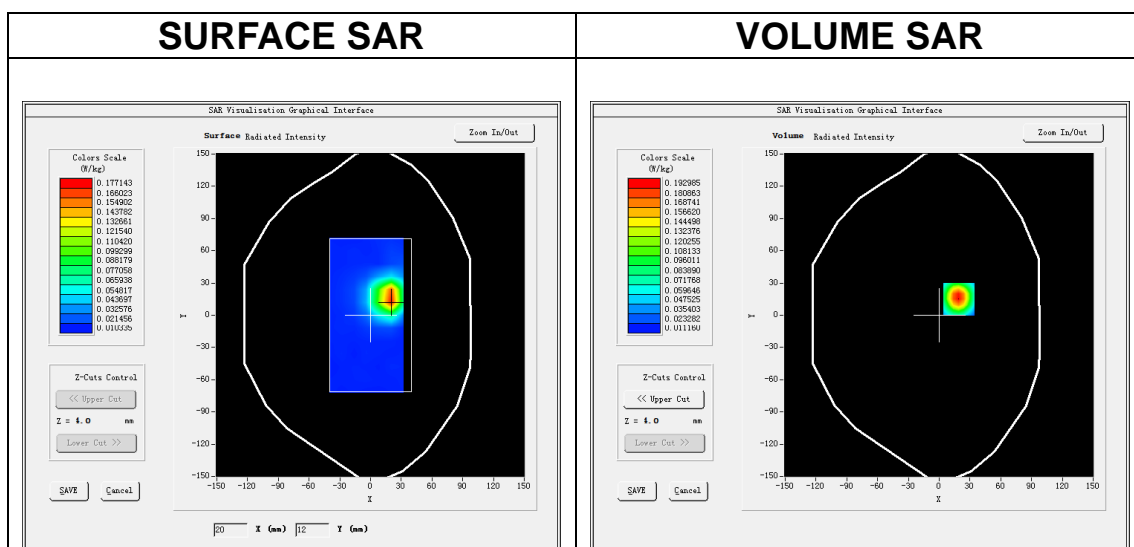 SURFACE SAR
VOLUME SAR
SAR Visualisation Graphical Interface
Surface Radiated Intensity
Zoom In/Out
Colors Scale
(W/kg)
0.177143
0.166023
0.154902
0.143782
0.132661
0.121540
0.110420
0.099299
0.088179
0.077058
0.065938
0.054817
0.043697
0.032576
0.021456
0.010335
150
120
90
60
30
0
-30
-60
-90
-120
-150
Y
-150 -120 -90 -60 -30 0 30 60 90 120 150
X
Z-Cuts Control
<< Upper Cut
Z = 4.0 mm
Lower Cut >>
SAVE
Cancel
20 X (mm) 12 Y (mm)
SAR Visualisation Graphical Interface
Volume Radiated Intensity
Zoom In/Out
Colors Scale
(W/kg)
0.192985
0.180863
0.168741
0.156620
0.144498
0.132376
0.120255
0.108133
0.096011
0.083890
0.071768
0.059646
0.047525
0.035403
0.023282
0.011160
150
120
90
60
30
0
-30
-60
-90
-120
-150
Y
-150 -120 -90 -60 -30 0 30 60 90 120 150
X
Z-Cuts Control
<< Upper Cut
Z = 4.0 mm
Lower Cut >>
SAVE
Cancel